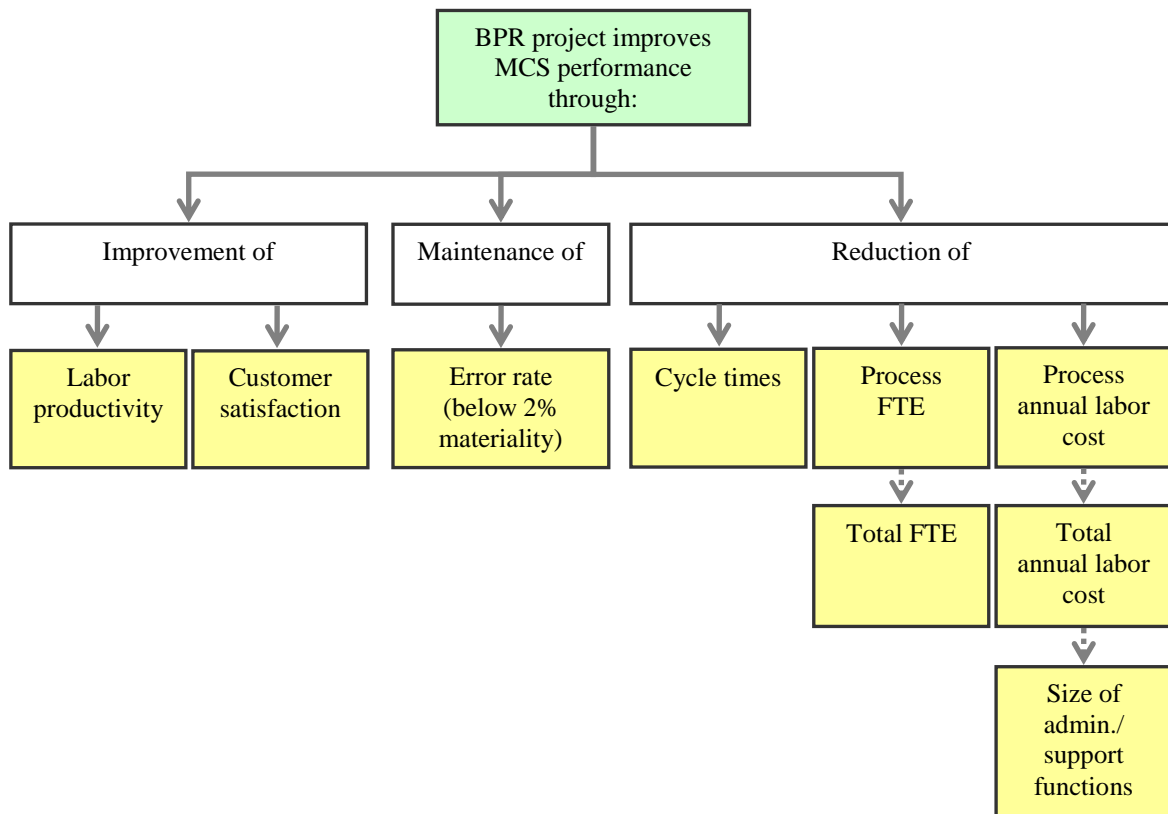 BPR project improves
MCS performance
through:
Improvement of
Maintenance of
Reduction of
Labor
productivity
Customer
satisfaction
Error rate
(below 2%
materiality)
Cycle times
Process
FTE
Process
annual labor
cost
Total FTE
Total
annual labor
cost
Size of
admin./
support
functions